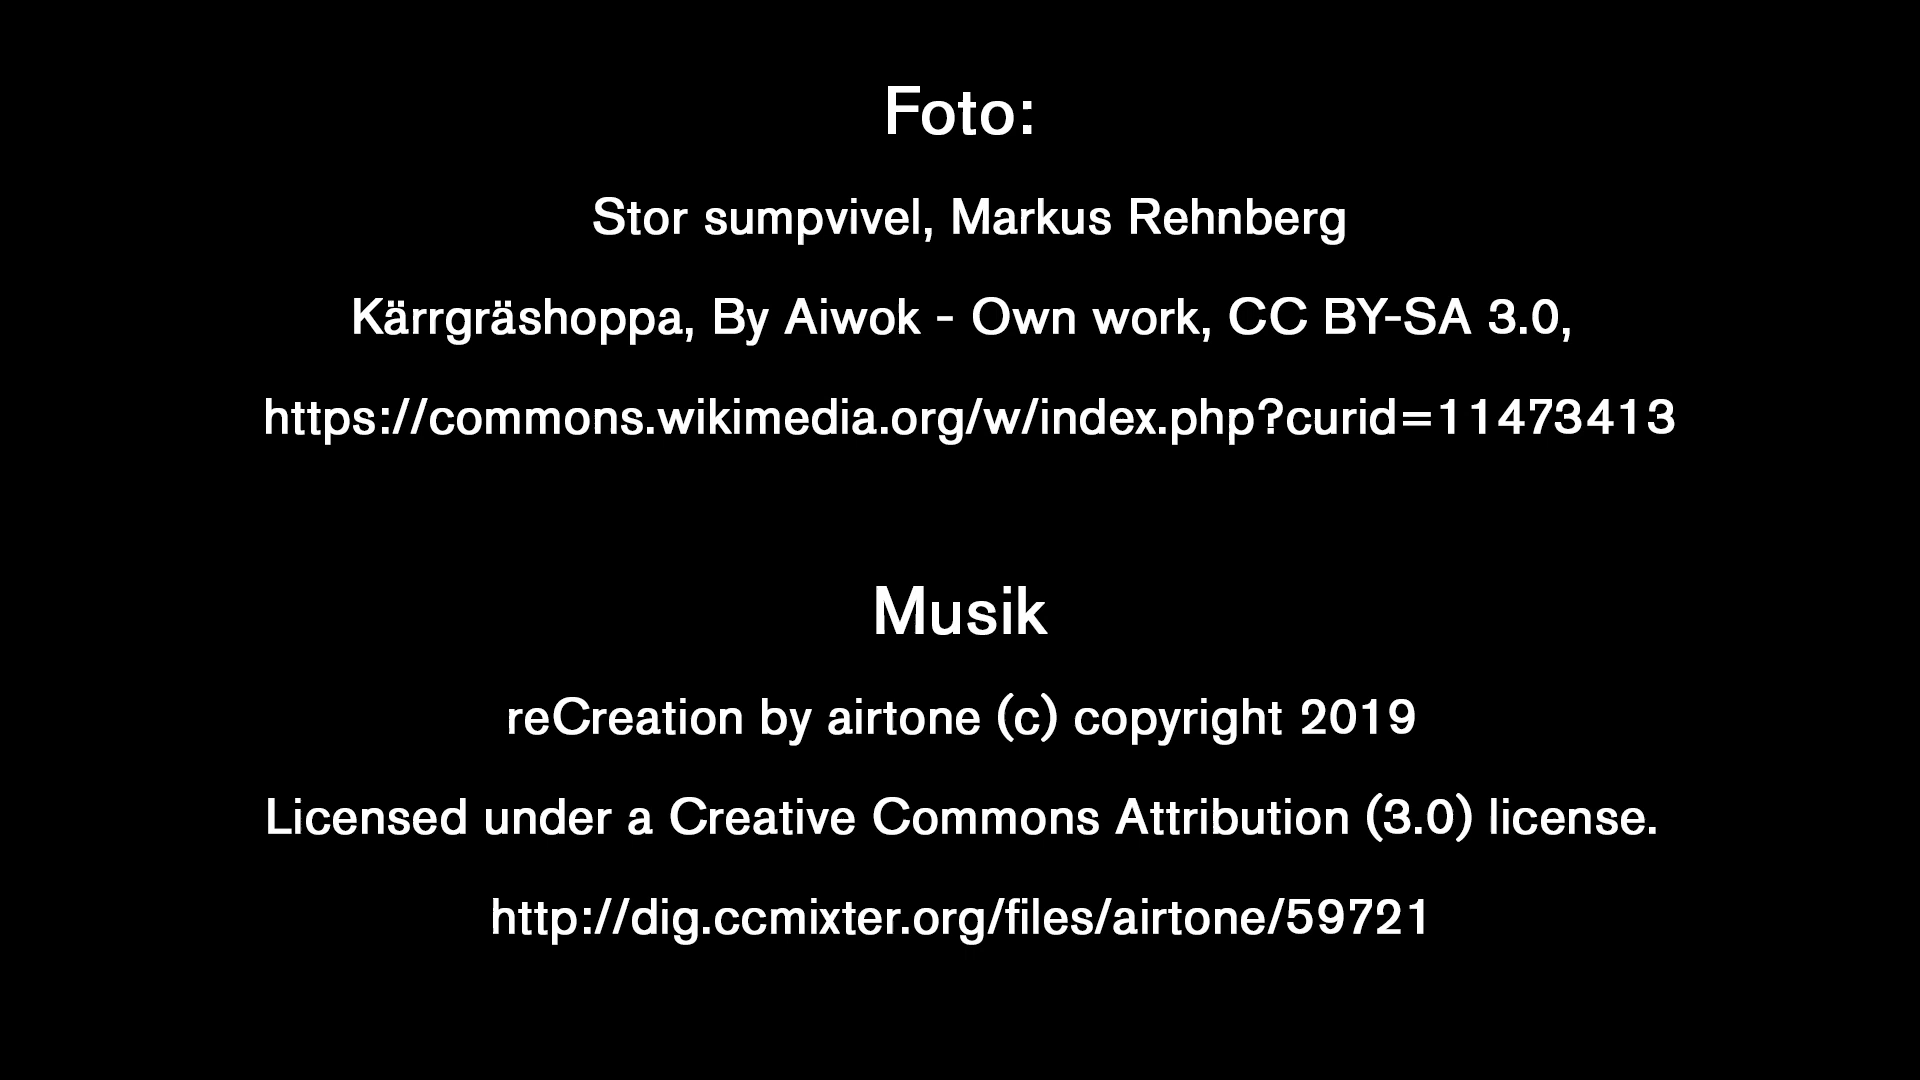 Foto:
Stor sumpvivel, Markus Rehnberg
Kärrgräshoppa, By Aiwok - Own work, CC BY-SA 3.0,
https://commons.wikimedia.org/w/index.php?curid=11473413
Musik
reCreation by airtone (c) copyright 2019
Licensed under a Creative Commons Attribution (3.0) license.
http://dig.ccmixter.org/files/airtone/59721